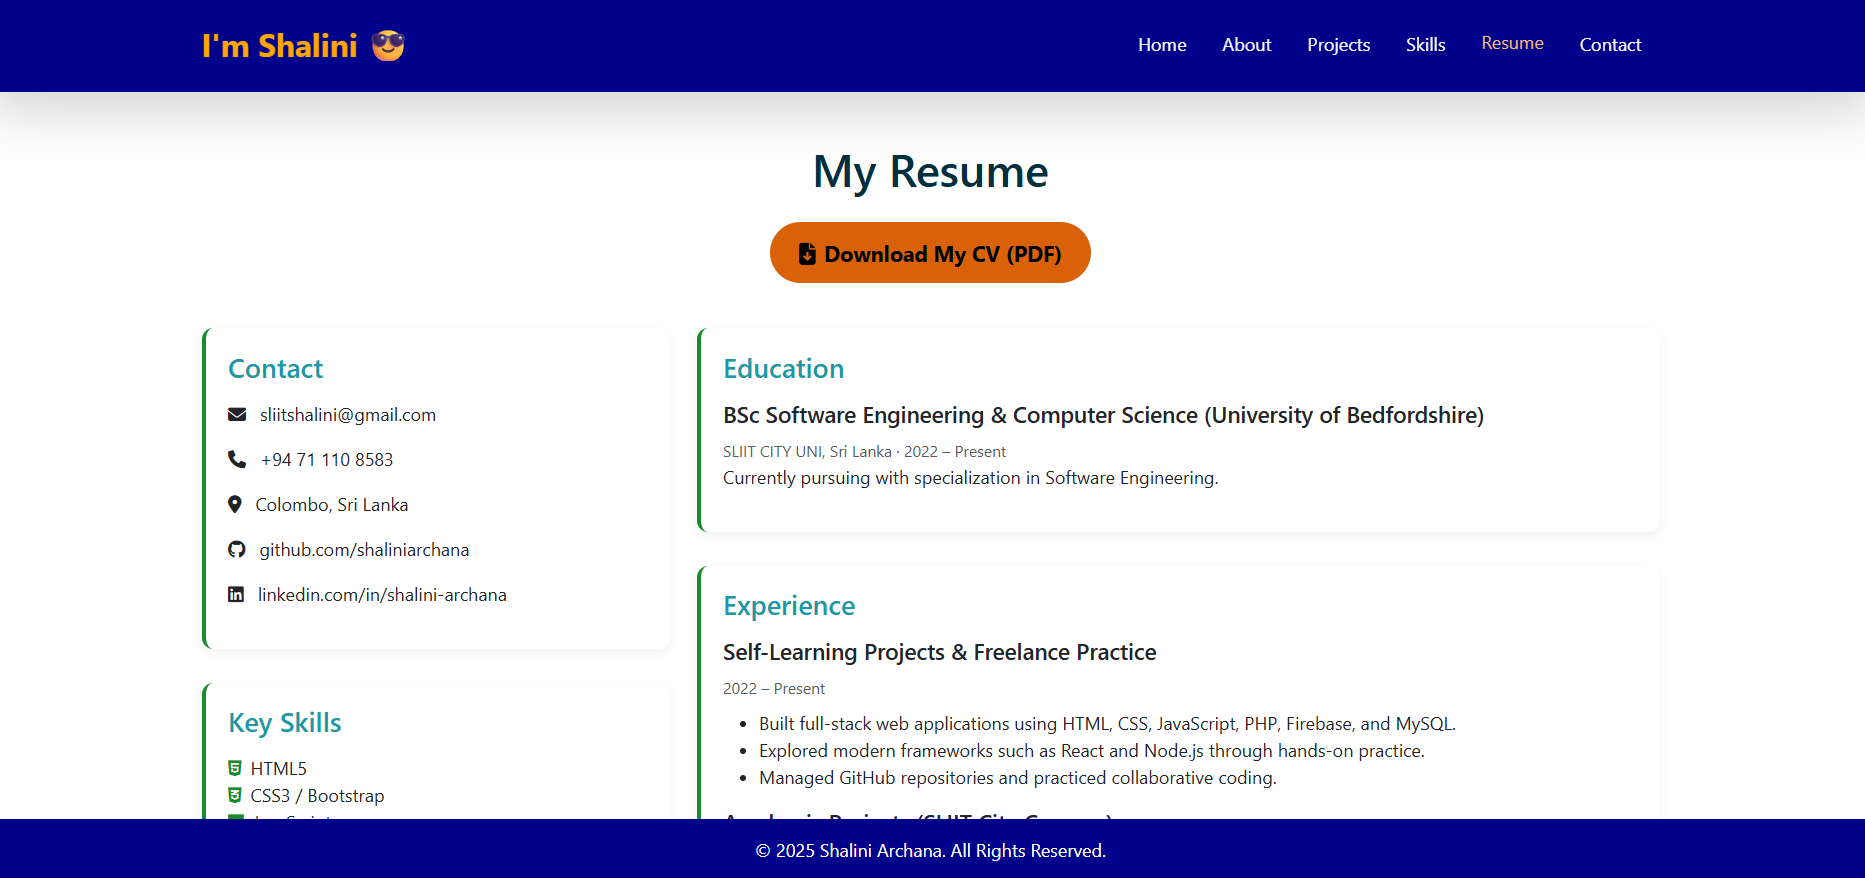 I'm Shalini 😎
Home About Projects Skills Resume Contact
My Resume
Download My CV (PDF)
Contact
sliitshalini@gmail.com
+94 71 110 8583
Colombo, Sri Lanka
github.com/shaliniarchana
linkedin.com/in/shalini-archana
Key Skills
HTML5
CSS3 / Bootstrap
Education
BSc Software Engineering & Computer Science (University of Bedfordshire)
SLIIT CITY UNI, Sri Lanka · 2022 – Present
Currently pursuing with specialization in Software Engineering.
Experience
Self-Learning Projects & Freelance Practice
2022 – Present
Built full-stack web applications using HTML, CSS, JavaScript, PHP, Firebase, and MySQL.
Explored modern frameworks such as React and Node.js through hands-on practice.
Managed GitHub repositories and practiced collaborative coding.
© 2025 Shalini Archana. All Rights Reserved.